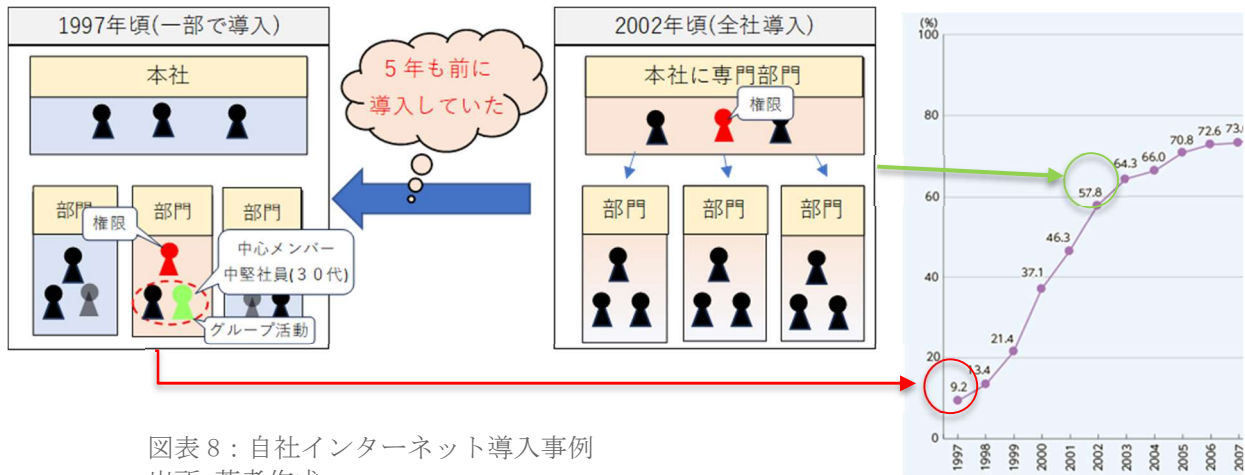 1997年頃(一部で導入)
本社
部門
部門
部門
権限
中心メンバー
中堅社員(３０代)
グループ活動
５年も前に
導入していた
2002年頃(全社導入)
本社に専門部門
権限
部門
部門
部門
(%)
100
80
60
40
20
0
9.2
13.4
21.4
37.1
46.3
57.8
64.3
66.0
70.8
72.6
73.0
1997
1998
1999
2000
2001
2002
2003
2004
2005
2006
2007
図表８：自社インターネット導入事例